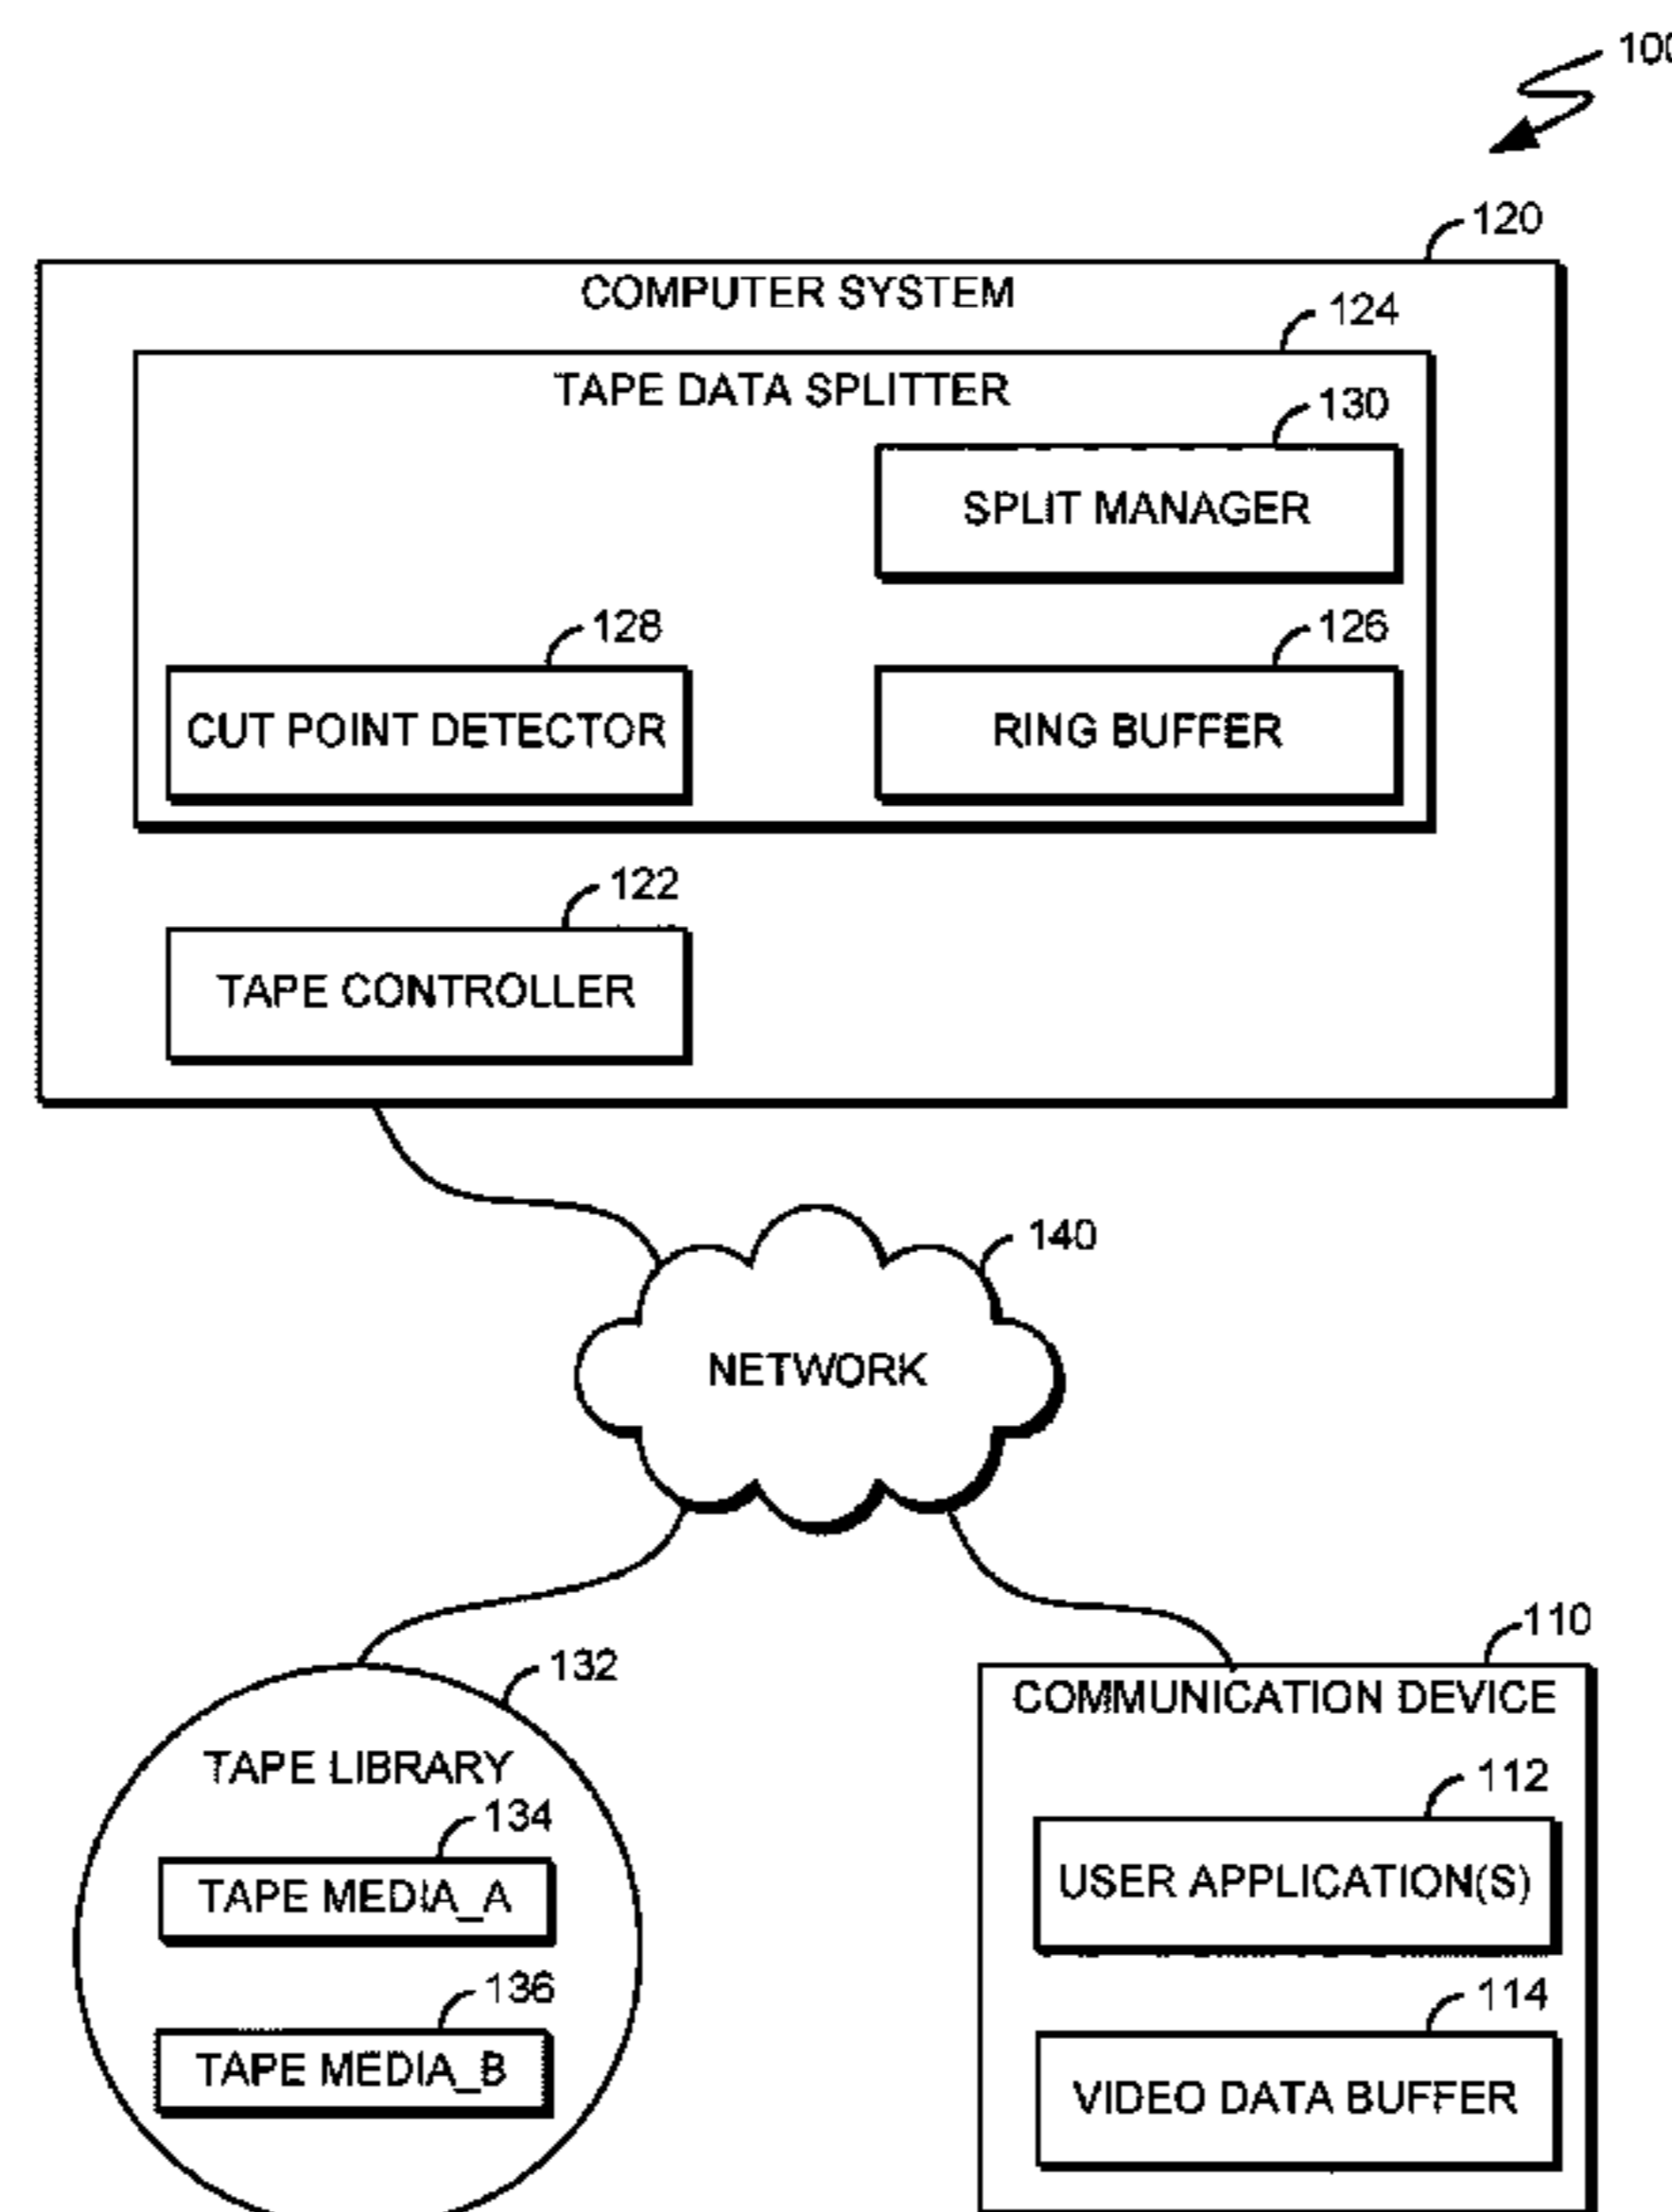 100
120
COMPUTER SYSTEM
124
TAPE DATA SPLITTER
130
SPLIT MANAGER
128
126
CUT POINT DETECTOR
RING BUFFER
122
TAPE CONTROLLER
140
NETWORK
110
132
COMMUNICATION DEVICE
TAPE LIBRARY
112
134
USER APPLICATION(S)
TAPE MEDIA_A
136
114
TAPE MEDIA_B
VIDEO DATA BUFFER